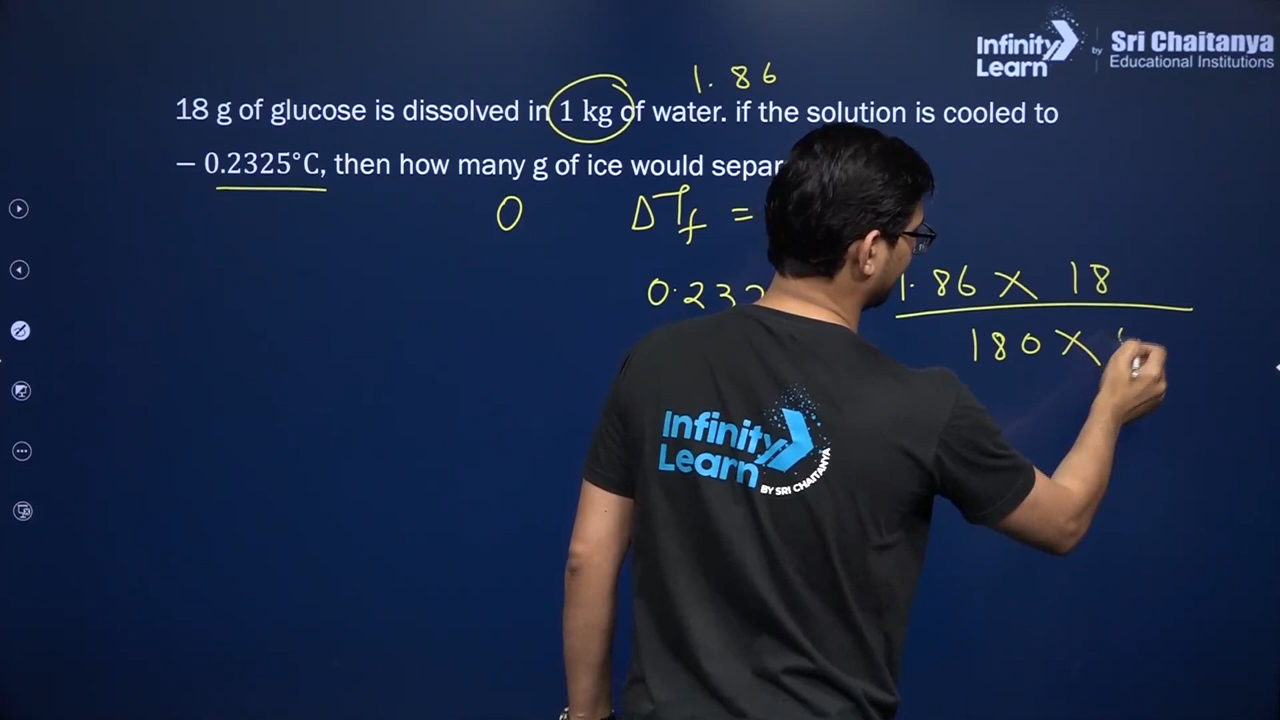 Infinity Learn by Sri Chaitanya Educational Institutions
1.86
18 g of glucose is dissolved in 1 kg of water. if the solution is cooled to
– 0.2325°C, then how many g of ice would
0 ΔTf =
0.232 1.86 × 18
180 ×
Infinity
Learn
BY SRI CHAITANYA